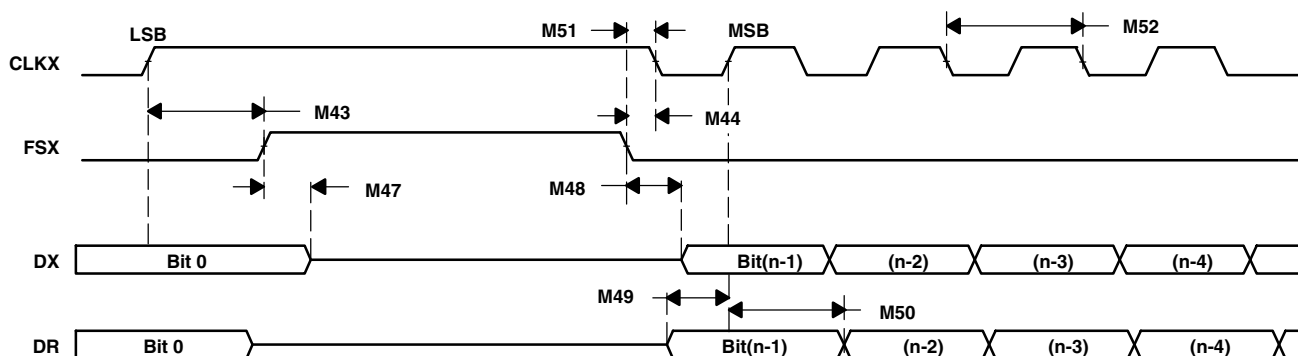 LSB
M51
MSB
M52
CLKX
M43
M44
FSX
M47
M48
DX
Bit 0
Bit(n-1)
(n-2)
(n-3)
(n-4)
M49
M50
DR
Bit 0
Bit(n-1)
(n-2)
(n-3)
(n-4)